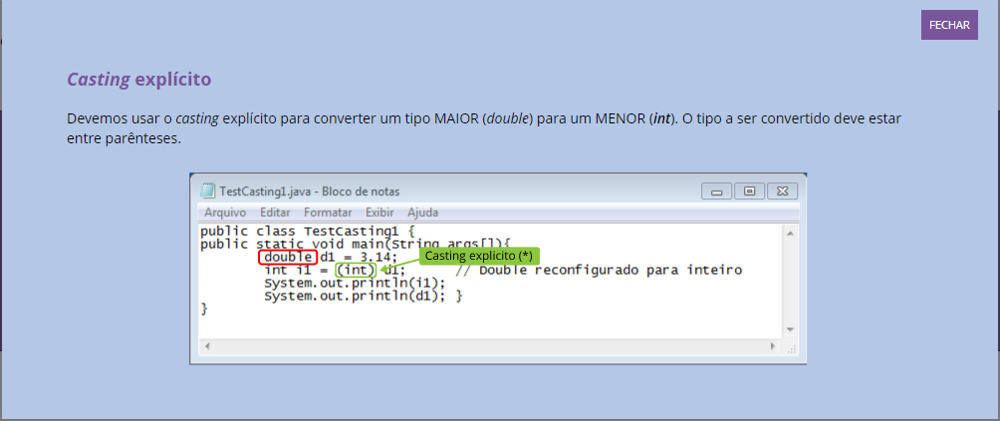 FECHAR
Casting explícito
Devemos usar o casting explícito para converter um tipo MAIOR (double) para um MENOR (int). O tipo a ser convertido deve estar
entre parênteses.
TestCasting1.java - Bloco de notas
Arquivo Editar Formatar Exibir Ajuda
public class TestCasting1 {
public static void main(String args[]){
double d1 = 3.14;
Casting explicito (*)
int i1 = (int) d1; // Double reconfigurado para inteiro
System.out.println(i1);
System.out.println(d1); }
}